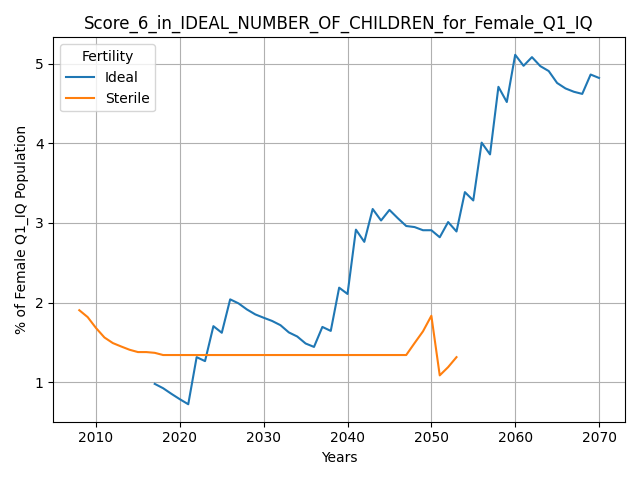 Score_6_in_IDEAL_NUMBER_OF_CHILDREN_for_Female_Q1_IQ
Fertility
Ideal
Sterile
% of Female Q1_IQ Population
5
4
3
2
1
2010 2020 2030 2040 2050 2060 2070
Years